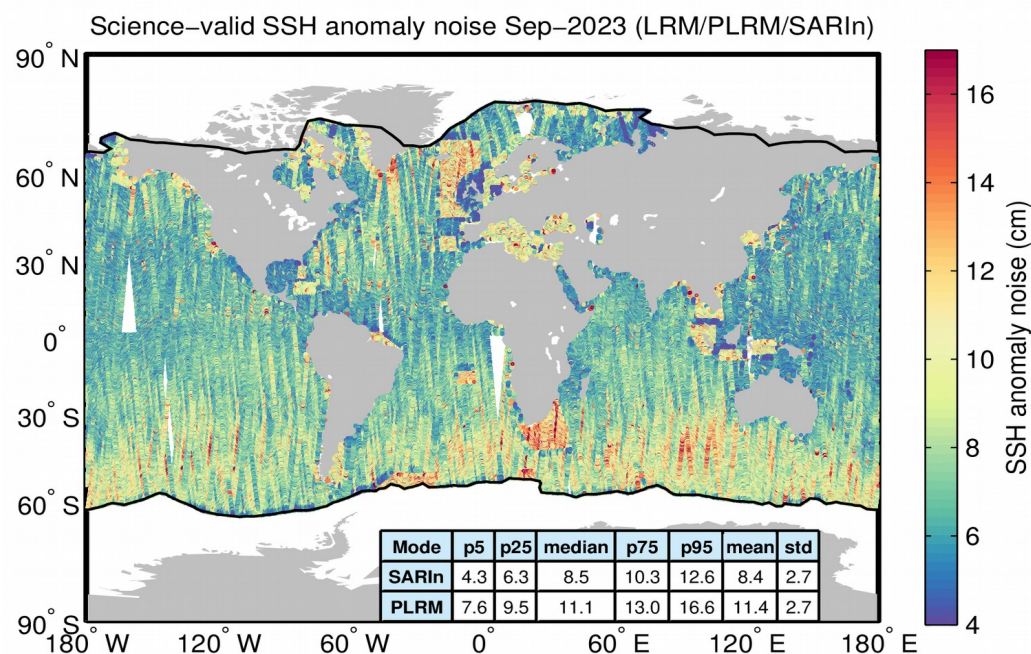 Science−valid SSH anomaly noise Sep−2023 (LRM/PLRM/SARIn)
90° N
60° N
30° N
0°
30° S
60° S
90° S
180° W
120° W
60° W
0°
60° E
120° E
180° E
Mode p5 p25 median p75 p95 mean std
SARIn 4.3 6.3 8.5 10.3 12.6 8.4 2.7
PLRM 7.6 9.5 11.1 13.0 16.6 11.4 2.7
16
14
12
10
8
6
4
SSH anomaly noise (cm)